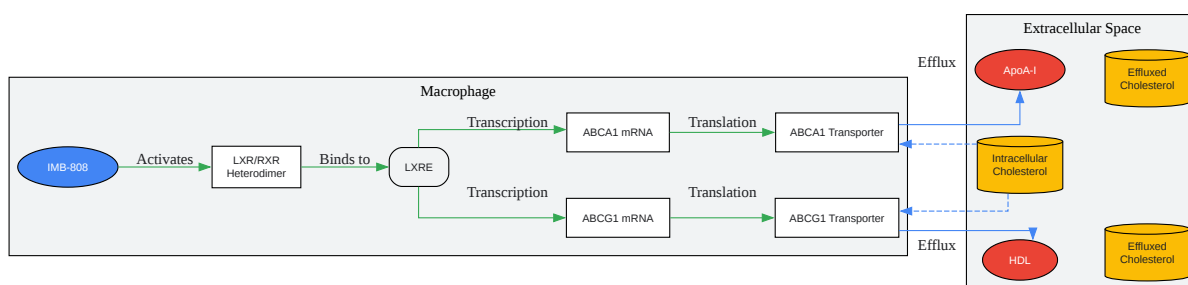 Extracellular Space
Efflux
ApoA-I
Effluxed
Cholesterol
Macrophage
Transcription
ABCA1 mRNA
Translation
ABCA1 Transporter
IMB-808
Activates
LXR/RXR
Heterodimer
Binds to
LXRE
Intracellular
Cholesterol
Transcription
ABCG1 mRNA
Translation
ABCG1 Transporter
Efflux
HDL
Effluxed
Cholesterol